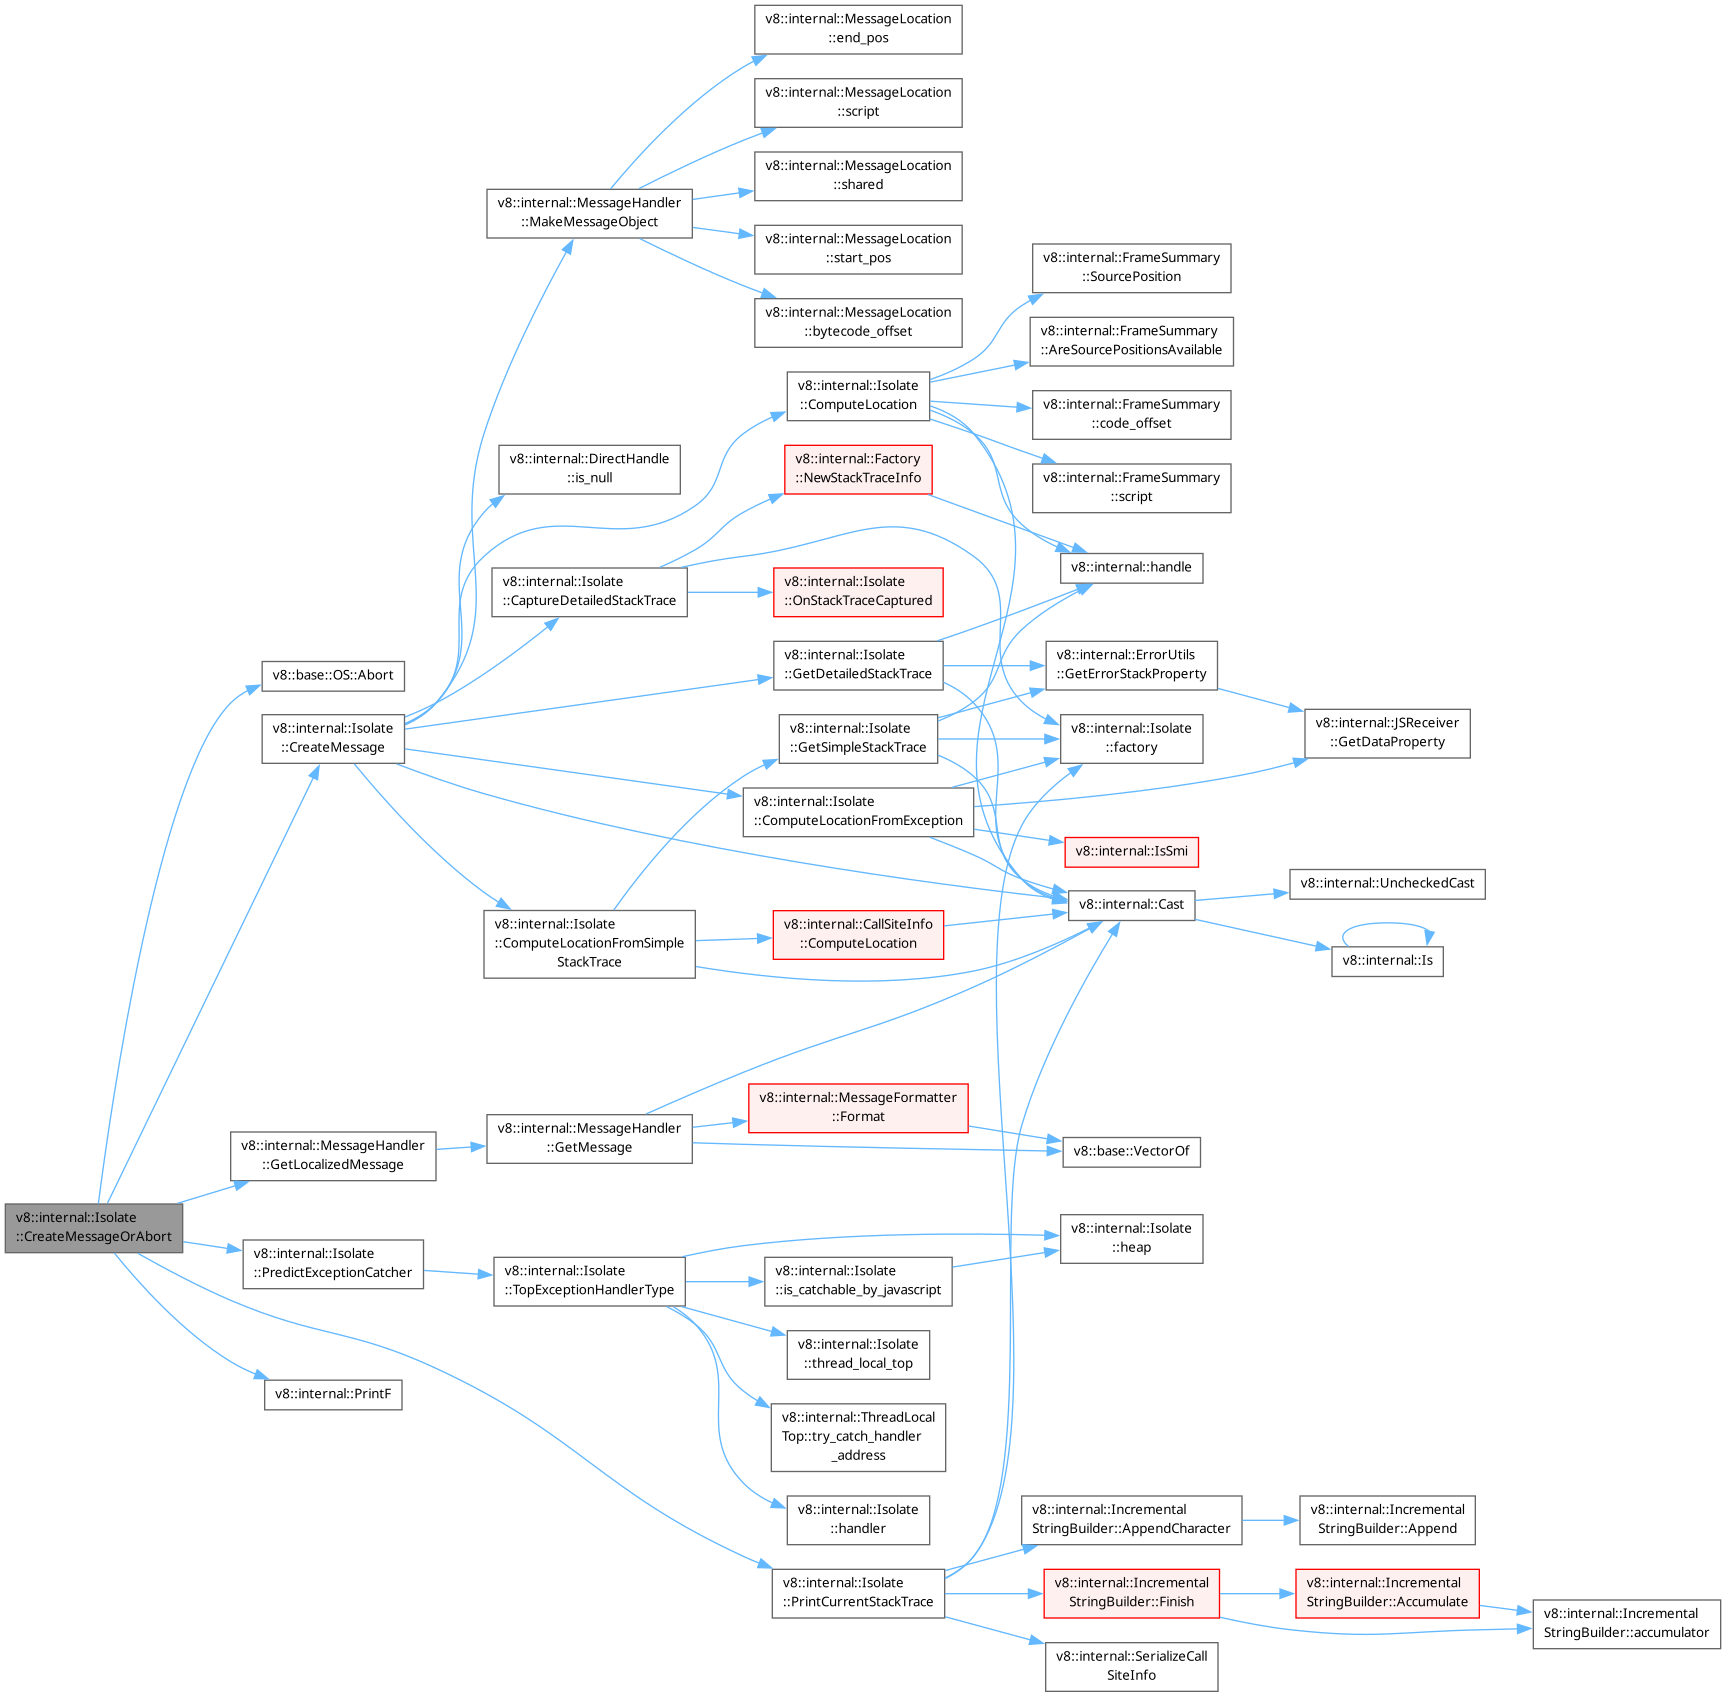 v8::internal::MessageLocation
::end_pos
v8::internal::MessageLocation
::script
v8::internal::MessageLocation
::shared
v8::internal::MessageHandler
::MakeMessageObject
v8::internal::MessageLocation
::start_pos
v8::internal::FrameSummary
::SourcePosition
v8::internal::MessageLocation
::bytecode_offset
v8::internal::FrameSummary
::AreSourcePositionsAvailable
v8::internal::Isolate
::ComputeLocation
v8::internal::FrameSummary
::code_offset
v8::internal::DirectHandle
::is_null
v8::internal::Factory
::NewStackTraceInfo
v8::internal::FrameSummary
::script
v8::internal::handle
v8::internal::Isolate
::CaptureDetailedStackTrace
v8::internal::Isolate
::OnStackTraceCaptured
v8::base::OS::Abort
v8::internal::Isolate
::GetDetailedStackTrace
v8::internal::ErrorUtils
::GetErrorStackProperty
v8::internal::Isolate
::CreateMessage
v8::internal::Isolate
::GetSimpleStackTrace
v8::internal::Isolate
::factory
v8::internal::JSReceiver
::GetDataProperty
v8::internal::Isolate
::ComputeLocationFromException
v8::internal::IsSmi
v8::internal::UncheckedCast
v8::internal::Cast
v8::internal::Isolate
::ComputeLocationFromSimple
StackTrace
v8::internal::CallSiteInfo
::ComputeLocation
v8::internal::Is
v8::internal::MessageFormatter
::Format
v8::internal::MessageHandler
::GetMessage
v8::internal::MessageHandler
::GetLocalizedMessage
v8::base::VectorOf
v8::internal::Isolate
::CreateMessageOrAbort
v8::internal::Isolate
::heap
v8::internal::Isolate
::PredictExceptionCatcher
v8::internal::Isolate
::TopExceptionHandlerType
v8::internal::Isolate
::is_catchable_by_javascript
v8::internal::Isolate
::thread_local_top
v8::internal::PrintF
v8::internal::ThreadLocal
Top::try_catch_handler
_address
v8::internal::Isolate
::handler
v8::internal::Incremental
StringBuilder::AppendCharacter
v8::internal::Incremental
StringBuilder::Append
v8::internal::Isolate
::PrintCurrentStackTrace
v8::internal::Incremental
StringBuilder::Finish
v8::internal::Incremental
StringBuilder::Accumulate
v8::internal::Incremental
StringBuilder::accumulator
v8::internal::SerializeCall
SiteInfo